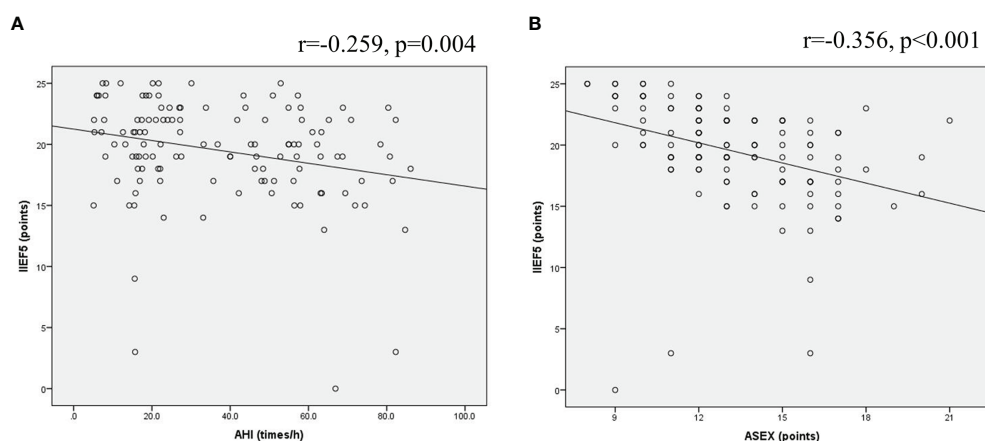 A
r=-0.259, p=0.004
IIEF5 (points)
25
20
15
10
5
0
.0
20.0
40.0
60.0
80.0
100.0
AHI (times/h)
B
r=-0.356, p<0.001
IIEF5 (points)
25
20
15
10
5
0
9
12
15
18
21
ASEX (points)